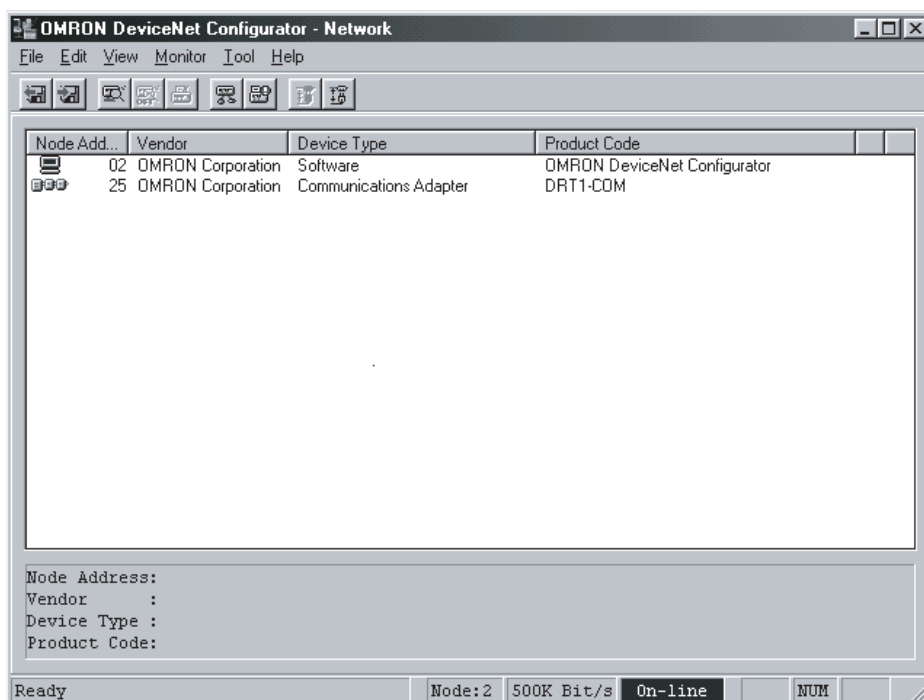 OMRON DeviceNet Configurator - Network
File Edit View Monitor Tool Help
Node Add... Vendor Device Type Product Code
02 OMRON Corporation Software OMRON DeviceNet Configurator
25 OMRON Corporation Communications Adapter DRT1-COM
Node Address:
Vendor :
Device Type :
Product Code:
Ready Node:2 500K Bit/s On-line NUM